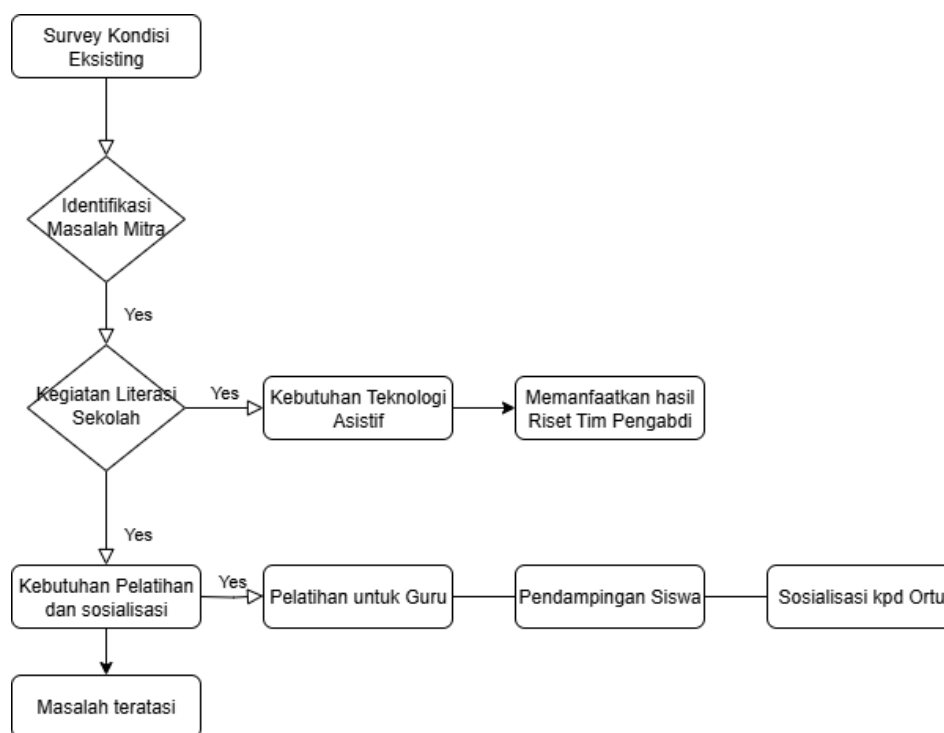 Survey Kondisi
Eksisting
Identifikasi
Masalah Mitra
Yes
Kegiatan Literasi
Sekolah
Yes
Kebutuhan Teknologi
Asistif
Memanfaatkan hasil
Riset Tim Pengabdi
Yes
Kebutuhan Pelatihan
dan sosialisasi
Yes
Pelatihan untuk Guru
Pendampingan Siswa
Sosialisasi kpd Ortu
Masalah teratasi